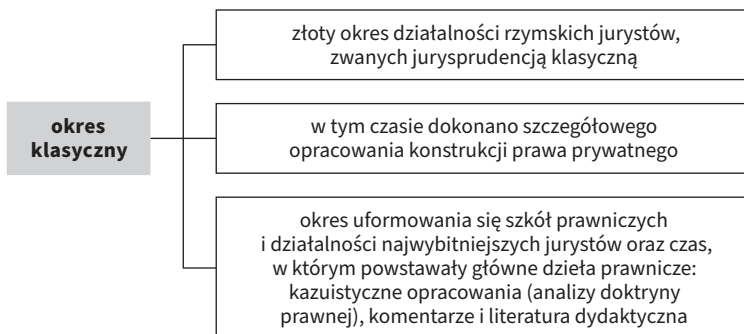 złoty okres działalności rzymskich jurystów,
zwanych jurysprudencją klasyczną
okres
klasyczny
w tym czasie dokonano szczegółowego
opracowania konstrukcji prawa prywatnego
okres uformowania się szkół prawniczych
i działalności najwybitniejszych jurystów oraz czas,
w którym powstawały główne dzieła prawnicze:
kazuistyczne opracowania (analizy doktryny
prawnej), komentarze i literatura dydaktyczna